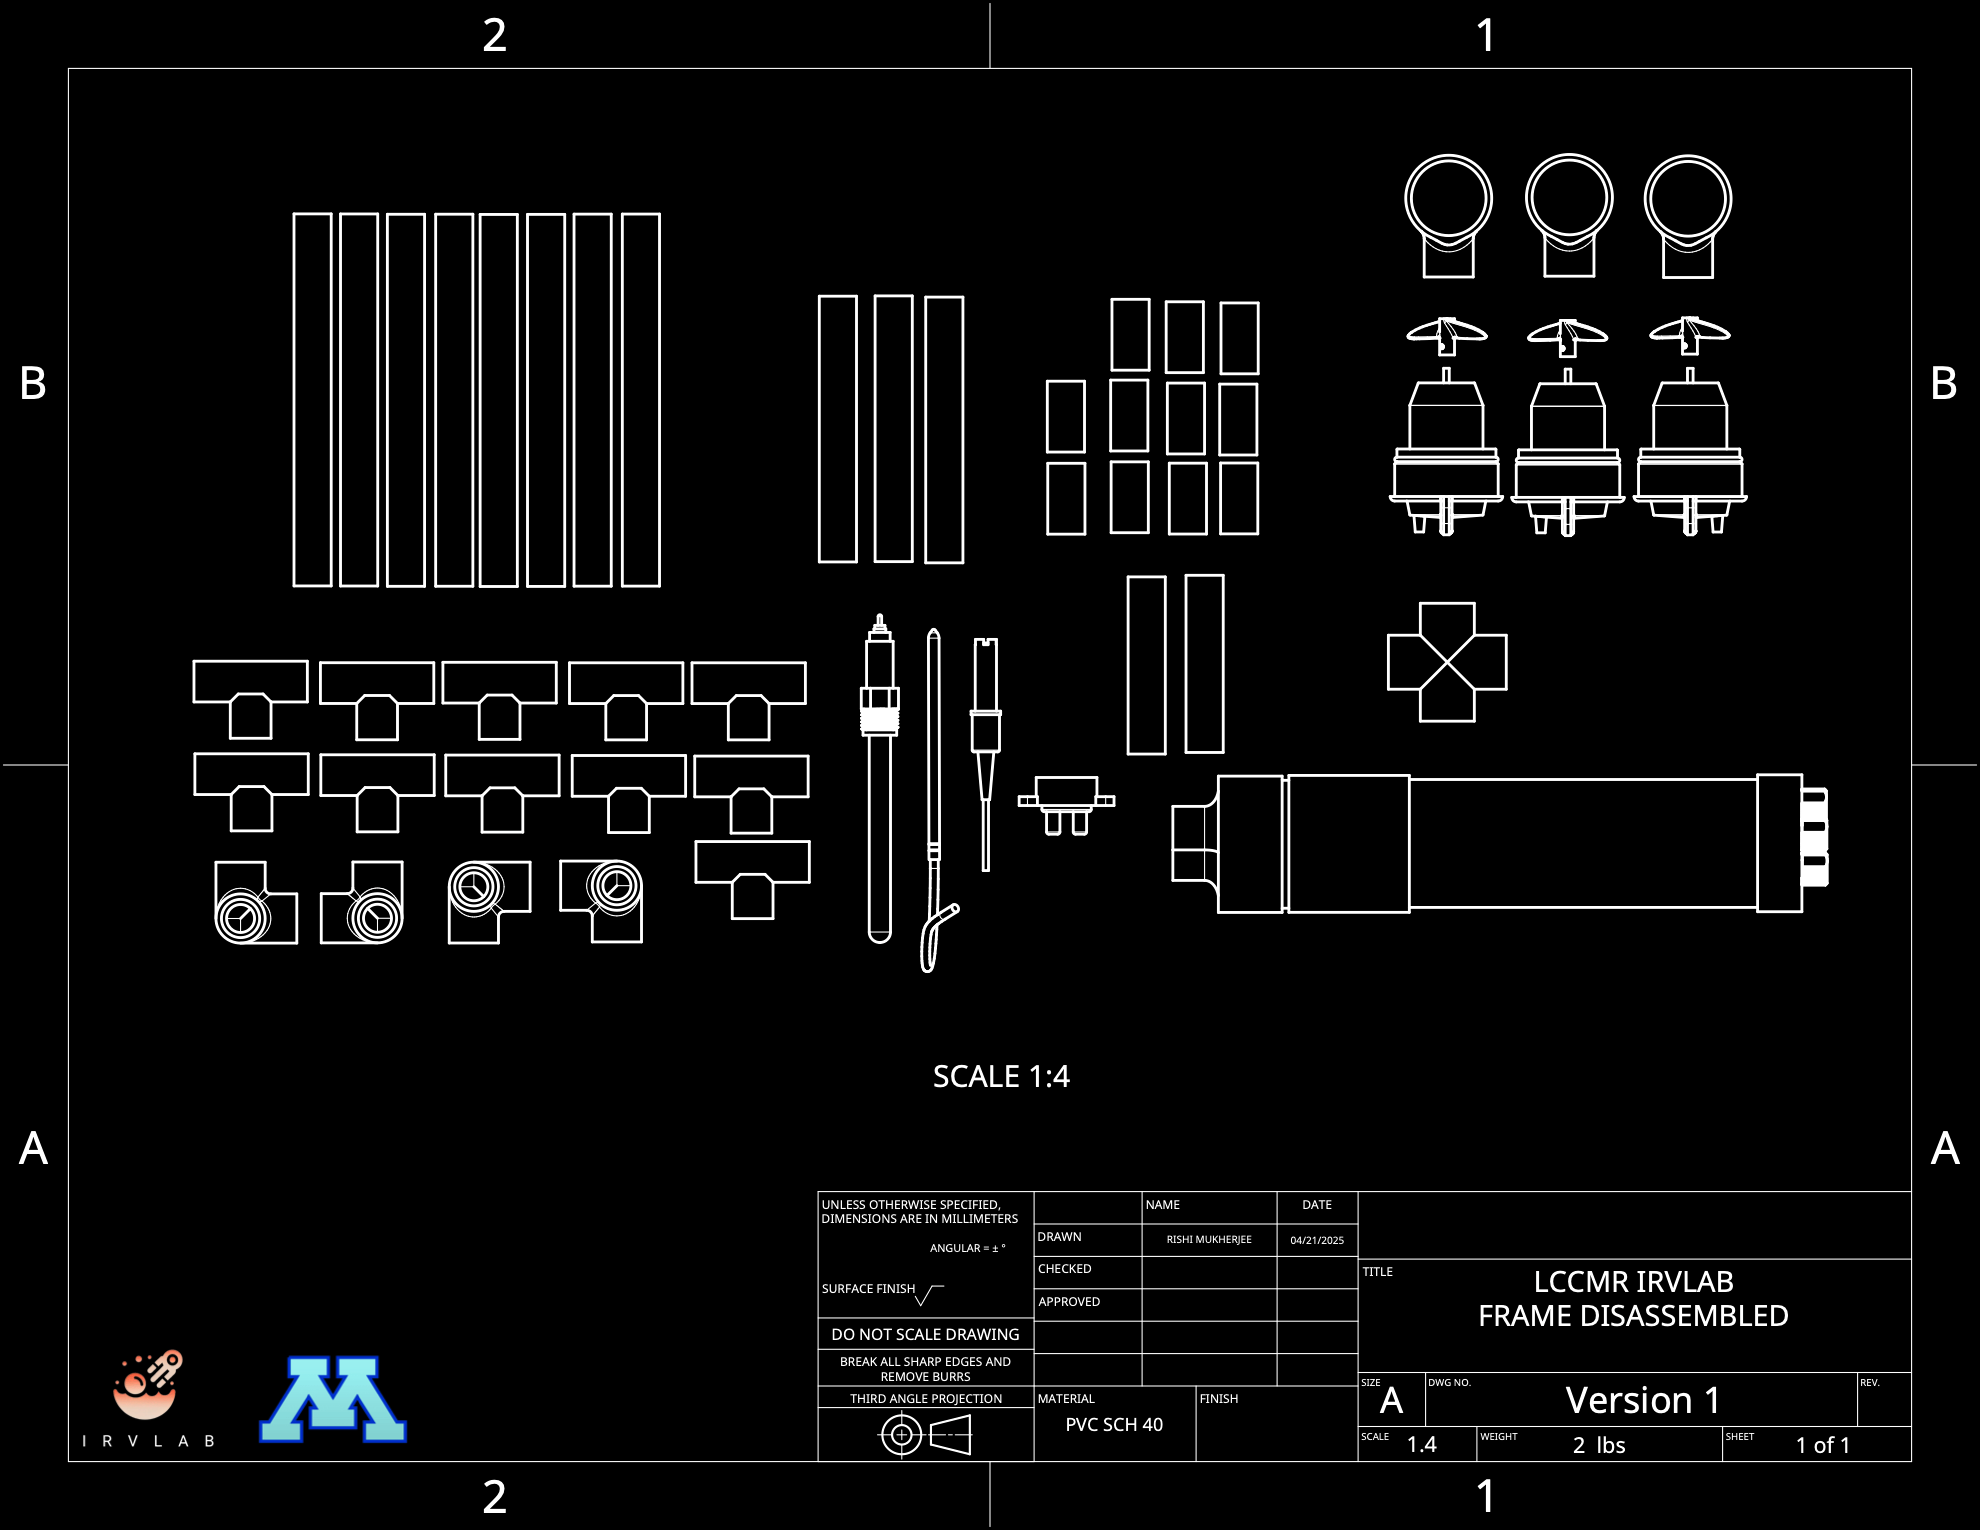 2
1
B
B
SCALE 1:4
A
A
UNLESS OTHERWISE SPECIFIED,
DIMENSIONS ARE IN MILLIMETERS
ANGULAR = ± °
SURFACE FINISH
DO NOT SCALE DRAWING
BREAK ALL SHARP EDGES AND
REMOVE BURRS
THIRD ANGLE PROJECTION
NAME
DATE
DRAWN
RISHI MUKHERJEE
04/21/2025
CHECKED
APPROVED
MATERIAL
PVC SCH 40
FINISH
TITLE
LCCMR IRVLAB
FRAME DISASSEMBLED
SIZE
A
DWG NO.
Version 1
REV.
SCALE
1.4
WEIGHT
2 lbs
SHEET
1 of 1
IRVLAB
M
2
1